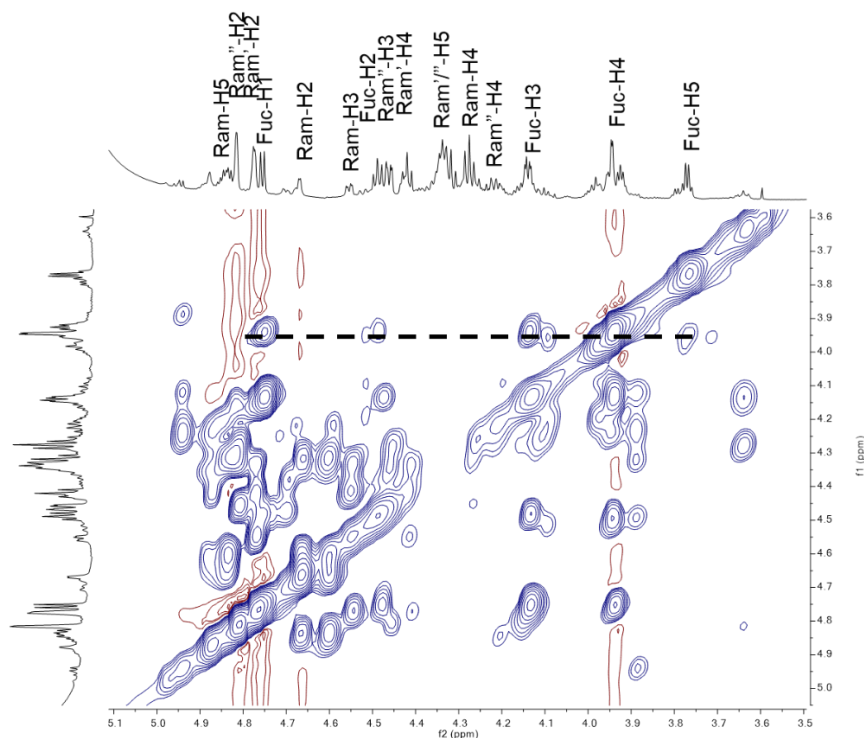 Ram-H5
Ram''-H2
Ram'-H2
Fuc-H1
Ram-H2
Ram-H3
Fuc-H2
Ram''-H3
Ram'-H4
Ram'/''-H5
Ram-H4
Ram''-H4
Fuc-H3
Fuc-H4
Fuc-H5
3.6
3.7
3.8
3.9
4.0
4.1
4.2
4.3
4.4
4.5
4.6
4.7
4.8
4.9
5.0
f1 (ppm)
5.1 5.0 4.9 4.8 4.7 4.6 4.5 4.4 4.3 4.2 4.1 4.0 3.9 3.8 3.7 3.6 3.5
f2 (ppm)